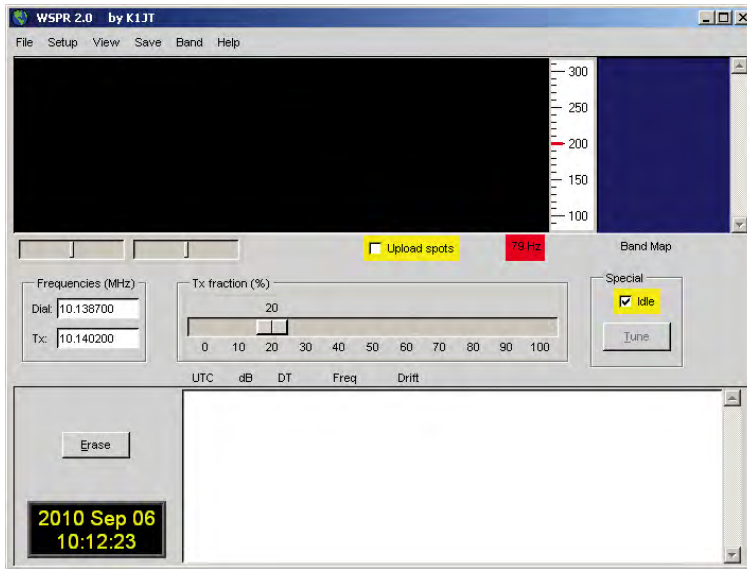 WSPR 2.0 by K1JT
File Setup View Save Band Help
300
250
200
150
100
Upload spots
79 Hz
Band Map
Frequencies (MHz)
Dial: 10.138700
Tx: 10.140200
Tx fraction (%)
20
0 10 20 30 40 50 60 70 80 90 100
Special
Idle
Tune
UTC dB DT Freq Drift
Erase
2010 Sep 06
10:12:23